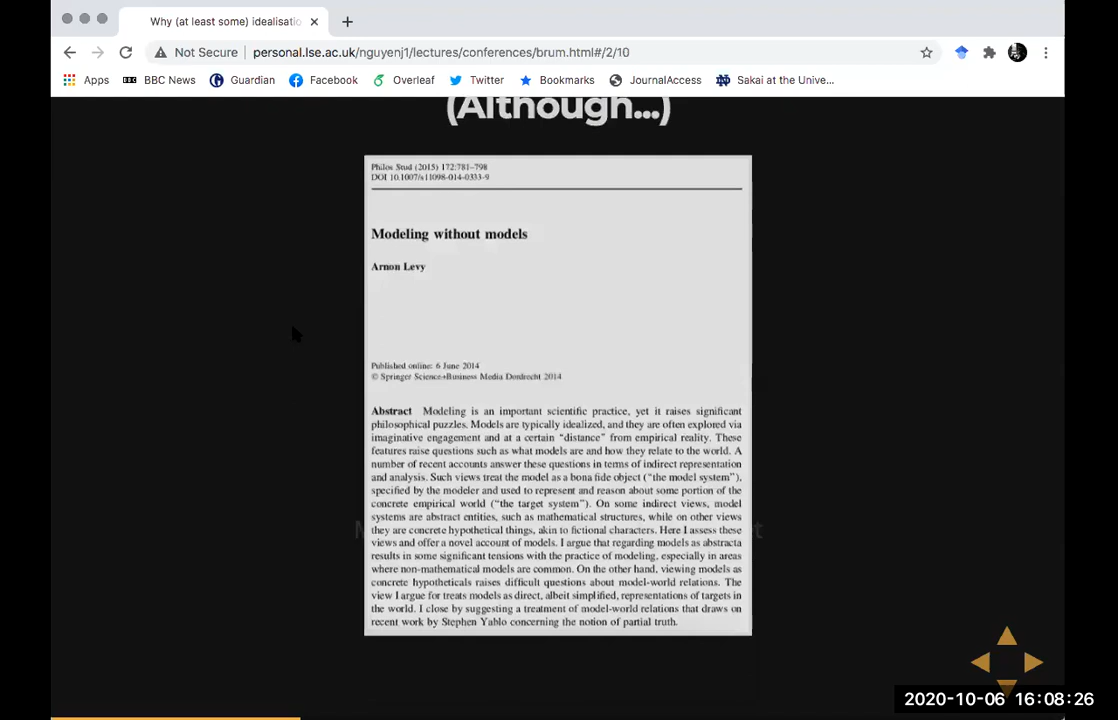 Why (at least some) idealisatio
Not Secure personal.lse.ac.uk/nguyenj1/lectures/conferences/brum.html#/2/10
Apps BBC News Guardian Facebook Overleaf Twitter Bookmarks JournalAccess Sakai at the Unive...
(Although...)
Philos Stud (2015) 172:781–798
DOI 10.1007/s11098-014-0333-9
Modeling without models
Arnon Levy
Published online: 6 June 2014
© Springer Science+Business Media Dordrecht 2014
Abstract Modeling is an important scientific practice, yet it raises significant
philosophical puzzles. Models are typically idealized, and they are often explored via
imaginative engagement and at a certain “distance” from empirical reality. These
features raise questions such as what models are and how they relate to the world. A
number of recent accounts answer these questions in terms of indirect representation
and analysis. Such views treat the model as a bona fide object (“the model system”),
specified by the modeler and used to represent and reason about some portion of the
concrete empirical world (“the target system”). On some indirect views, model
systems are abstract entities, such as mathematical structures, while on other views
they are concrete hypothetical things, akin to fictional characters. Here I assess these
views and offer a novel account of models. I argue that regarding models as abstracta
results in some significant tensions with the practice of modeling, especially in areas
where non-mathematical models are common. On the other hand, viewing models as
concrete hypotheticals raises difficult questions about model-world relations. The
view I argue for treats models as direct, albeit simplified, representations of targets in
the world. I close by suggesting a treatment of model-world relations that draws on
recent work by Stephen Yablo concerning the notion of partial truth.
2020-10-06 16:08:26